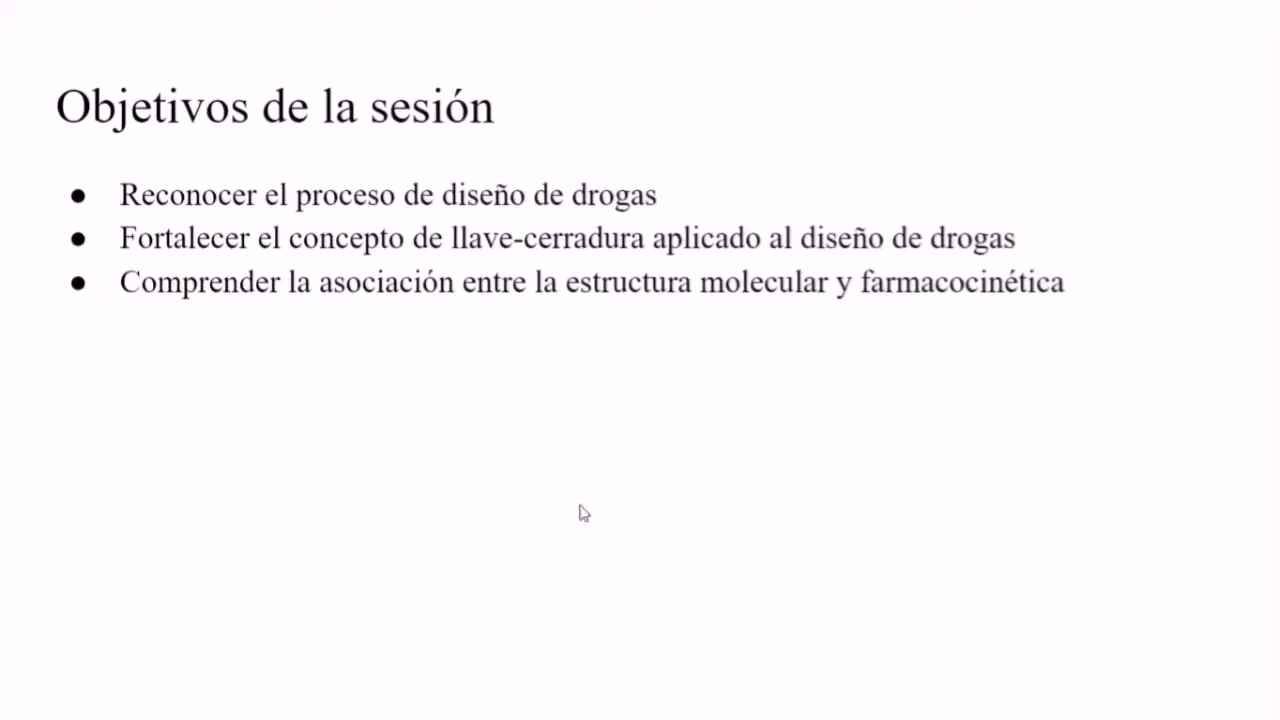 Objetivos de la sesión
● Reconocer el proceso de diseño de drogas
● Fortalecer el concepto de llave-cerradura aplicado al diseño de drogas
● Comprender la asociación entre la estructura molecular y farmacocinética